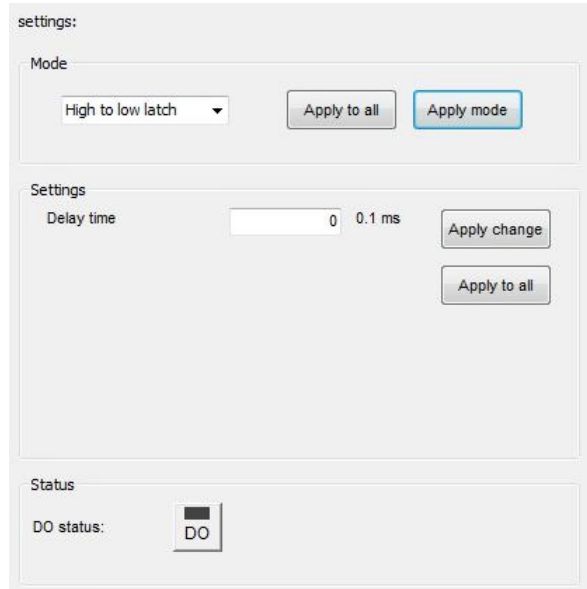 settings:
Mode
High to low latch Apply to all Apply mode
Settings
Delay time 0 0.1 ms Apply change
Apply to all
Status
DO status: DO